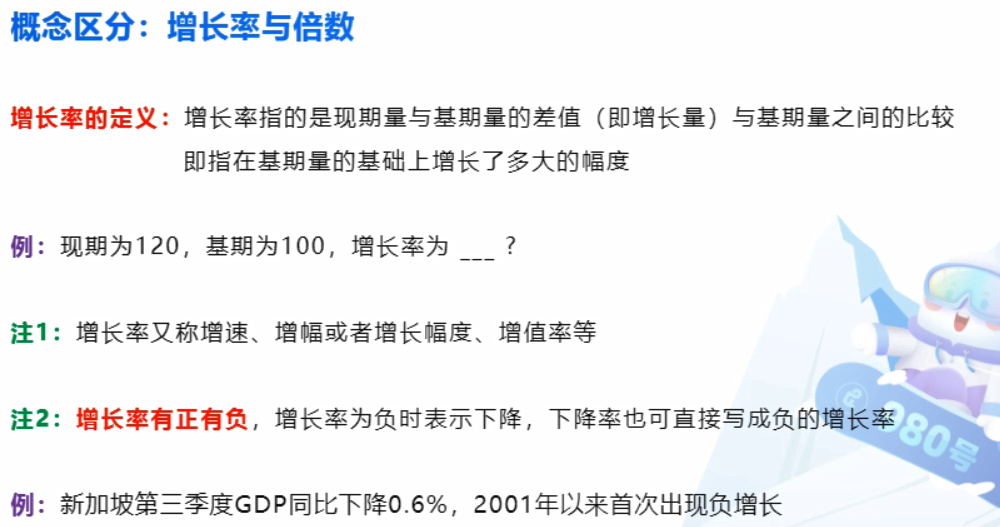 概念区分：增长率与倍数
增长率的定义：增长率指的是现期量与基期量的差值（即增长量）与基期量之间的比较
即指在基期量的基础上增长了多大的幅度
例：现期为120，基期为100，增长率为 ___ ？
注1：增长率又称增速、增幅或者增长幅度、增值率等
注2：增长率有正有负，增长率为负时表示下降，下降率也可直接写成负的增长率
980号
例：新加坡第三季度GDP同比下降0.6%，2001年以来首次出现负增长